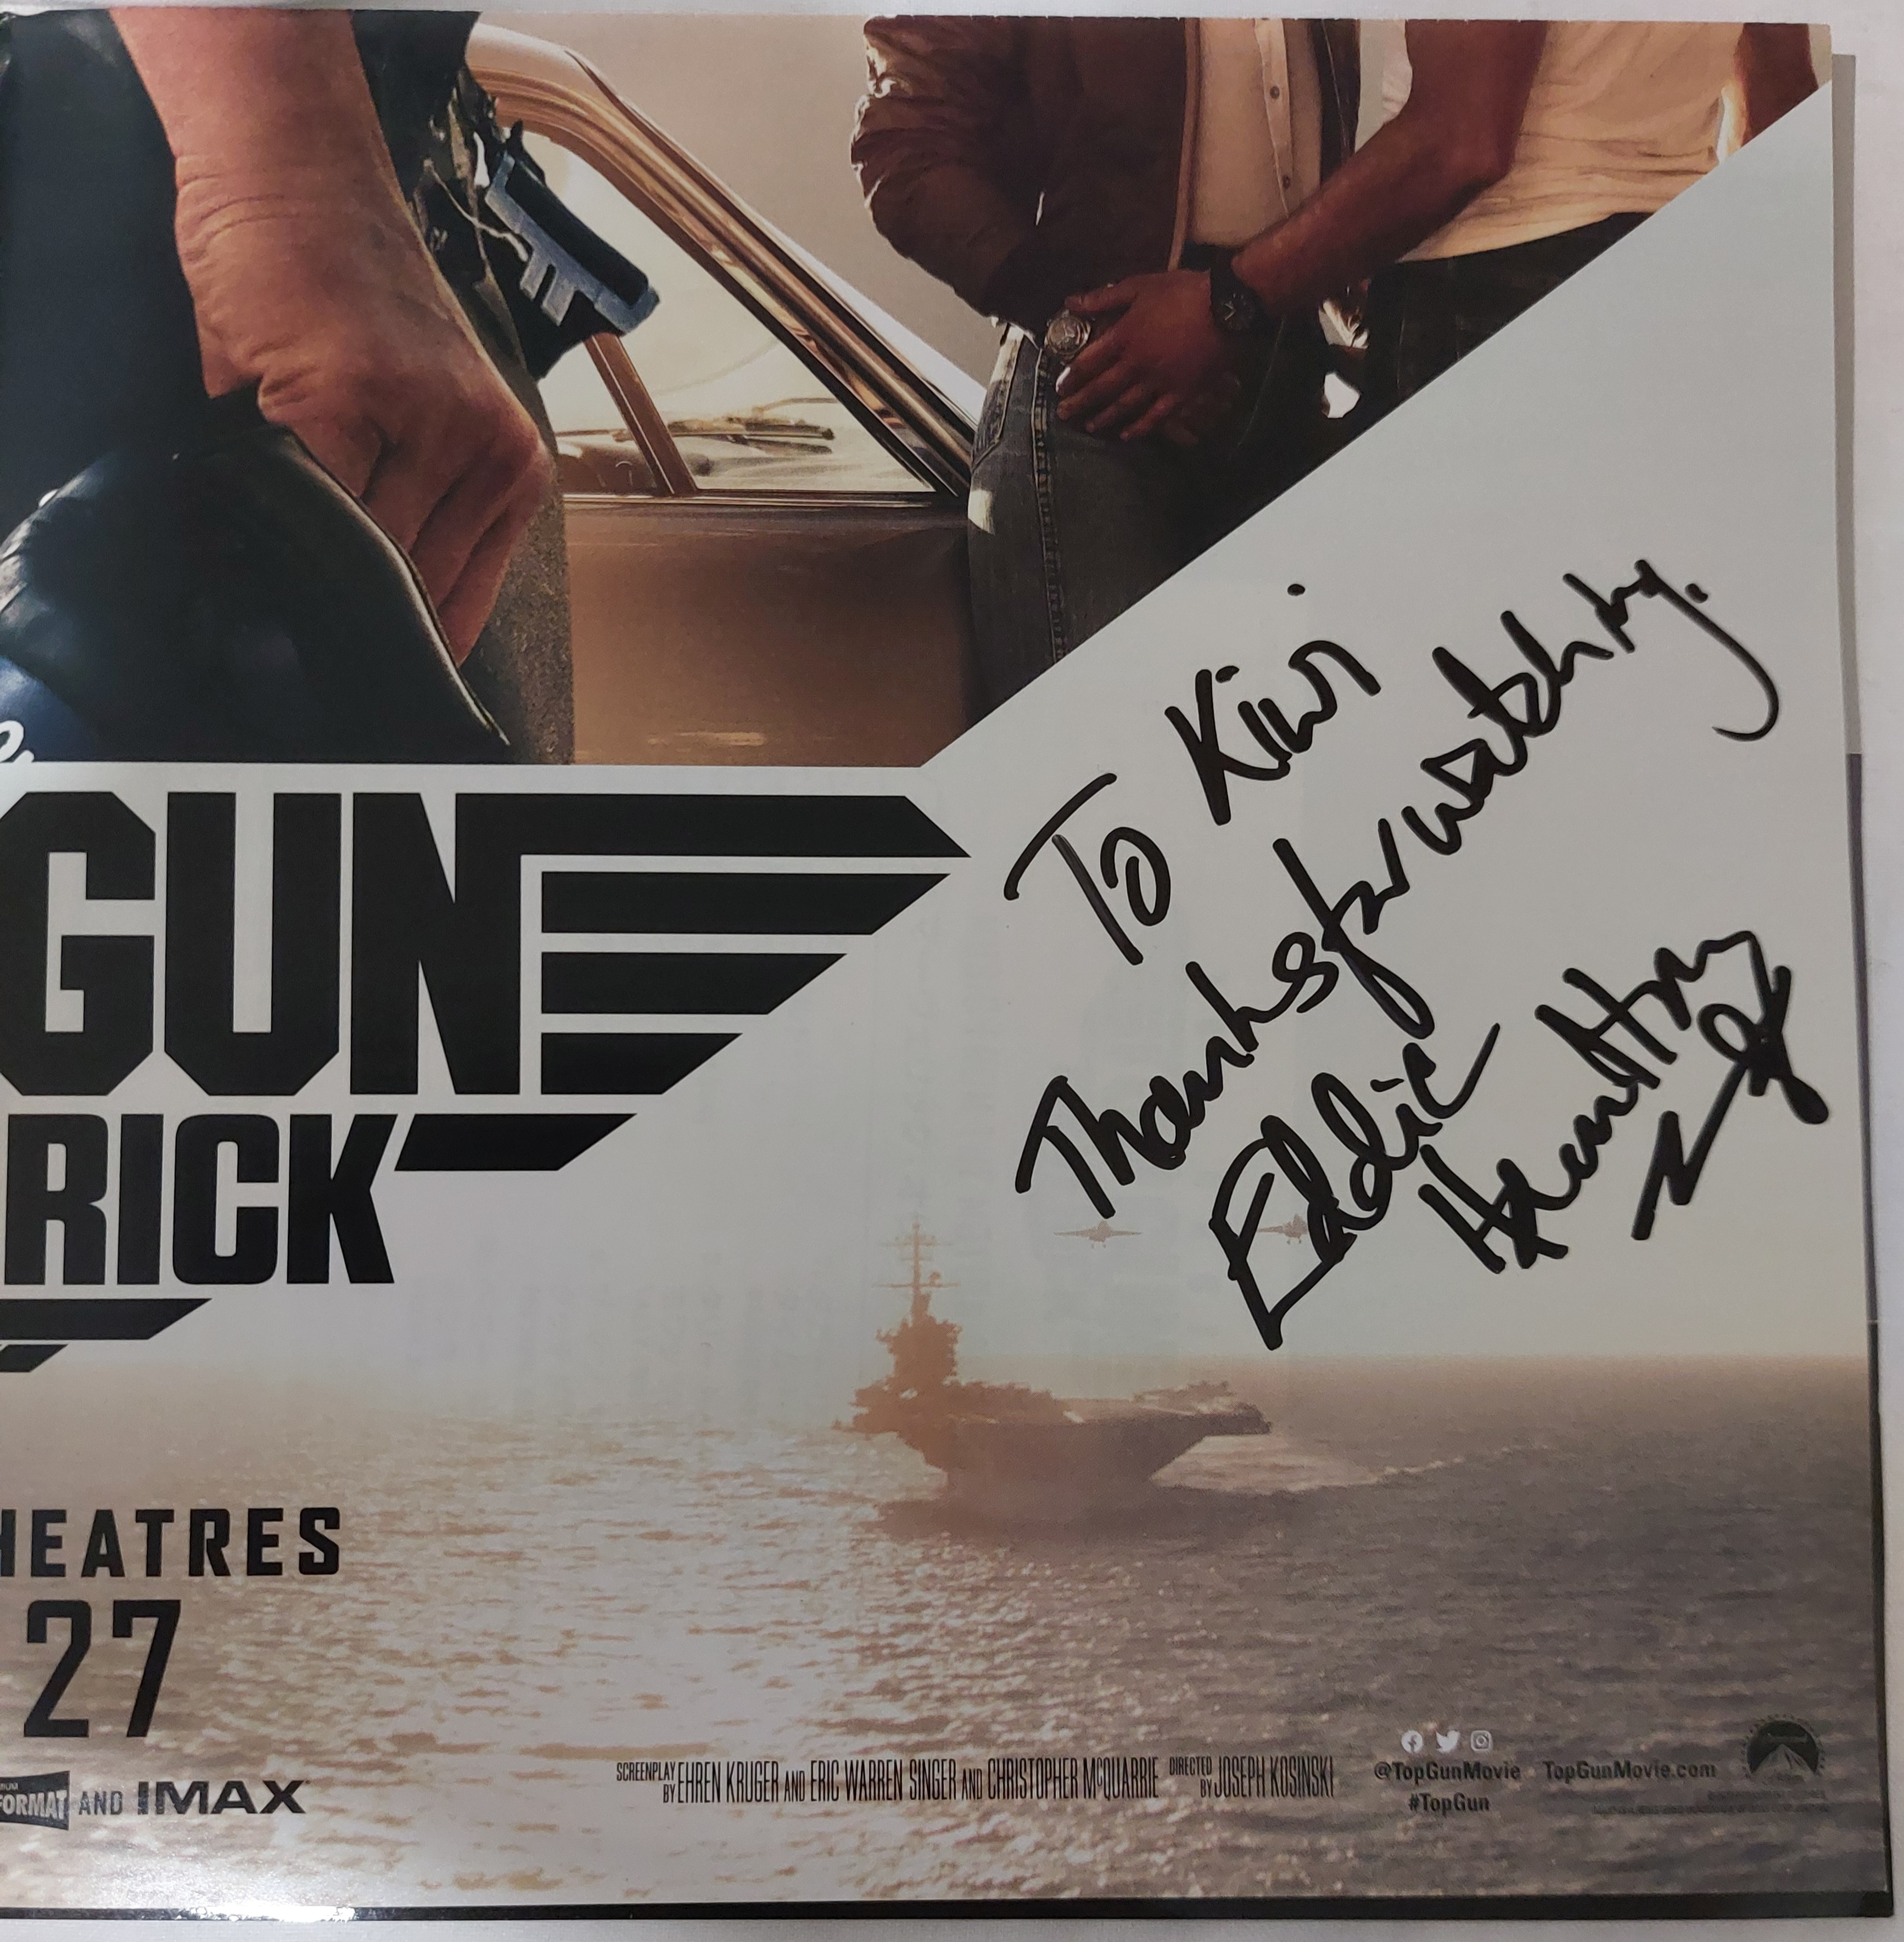 To Kiwi
Thanks for watching.
Eddie
Hamilton
GUN
RICK
HEATRES
27
FORMAT AND IMAX
SCREENPLAY BY EHREN KRUGER AND ERIC WARREN SINGER AND CHRISTOPHER McQUARRIE DIRECTED BY JOSEPH KOSINSKI
@TopGunMovie TopGunMovie.com
#TopGun